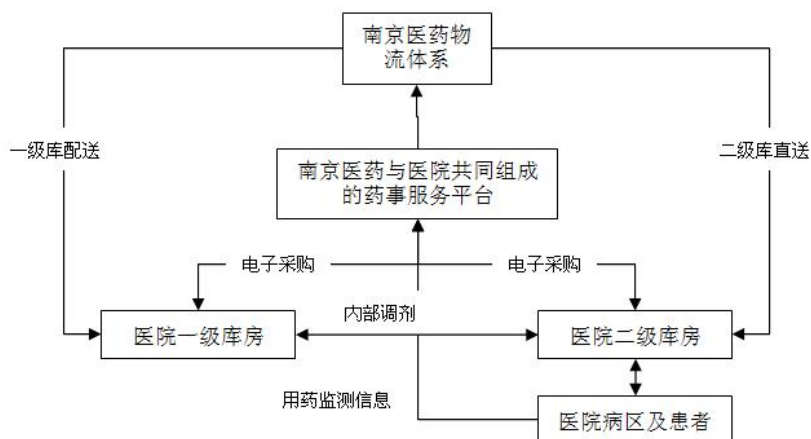 南京医药物
流体系
一级库配送
二级库直送
南京医药与医院共同组成
的药事服务平台
电子采购
电子采购
内部调剂
医院一级库房
医院二级库房
用药监测信息
医院病区及患者